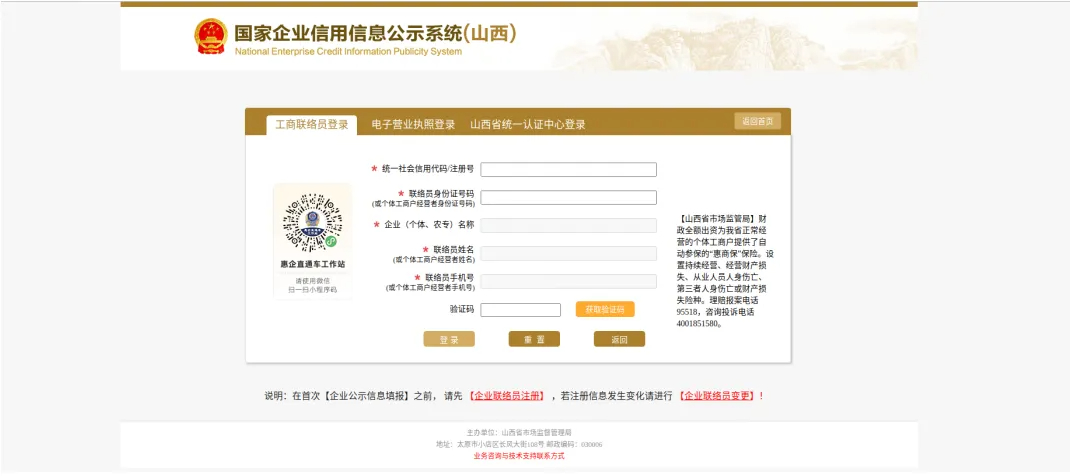 国家企业信用信息公示系统(山西)
National Enterprise Credit Information Publicity System
工商联络员登录 电子营业执照登录 山西省统一认证中心登录 返回首页
* 统一社会信用代码/注册号
* 联络员身份证号码
(或个体工商户经营者身份证号码)
* 企业（个体、农专）名称
* 联络员姓名
(或个体工商户经营者姓名)
* 联络员手机号
(或个体工商户经营者手机号)
验证码 获取验证码
登 录 重 置 返回
惠企直通车工作站
请使用微信
扫一扫小程序码
【山西省市场监管局】财
政全额出资为我省正常经
营的个体工商户提供了自
动参保的“惠商保”保险。设
置持续经营、经营财产损
失、从业人员人身伤亡、
第三者人身伤亡或财产损
失险种。理赔报案电话
95518，咨询投诉电话
4001851580。
说明：在首次【企业公示信息填报】之前， 请先 【企业联络员注册】 ，若注册信息发生变化请进行 【企业联络员变更】！
主办单位：山西省市场监督管理局
地址：太原市小店区长风大街108号 邮政编码：030006
业务咨询与技术支持联系方式